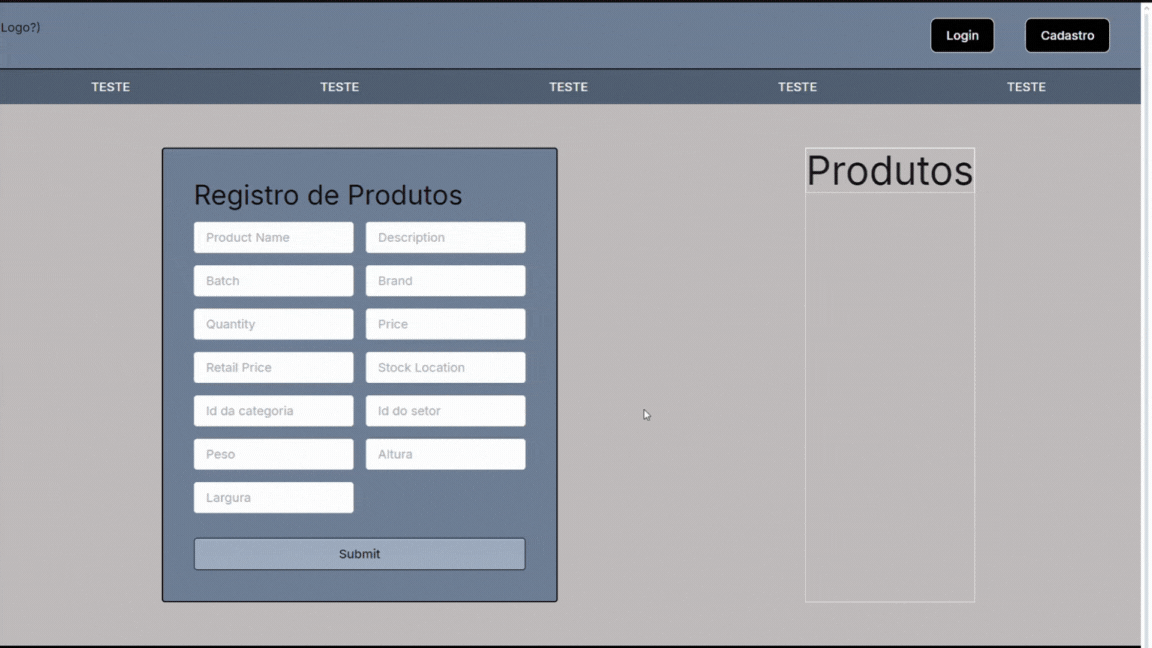 Logo?)
Login
Cadastro
TESTE TESTE TESTE TESTE TESTE
Registro de Produtos
Product Name
Description
Batch
Brand
Quantity
Price
Retail Price
Stock Location
Id da categoria
Id do setor
Peso
Altura
Largura
Submit
Produtos